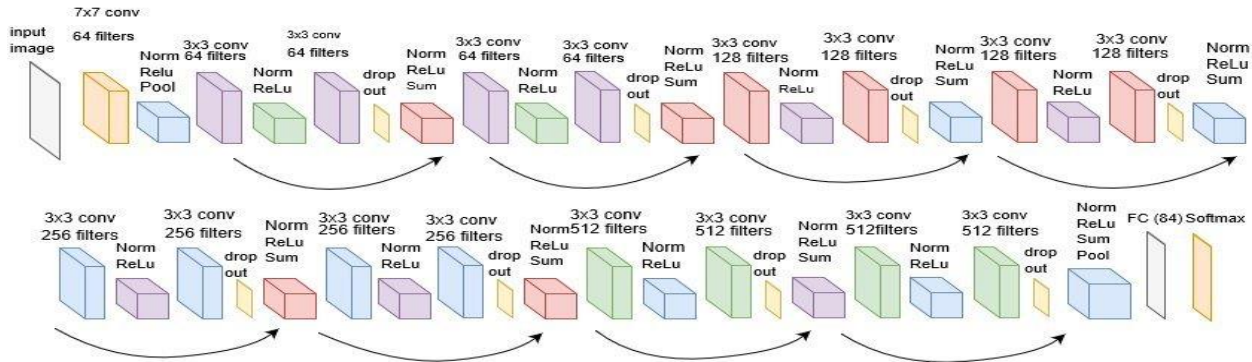 input
image
7x7 conv
64 filters
Norm
Relu
Pool
3x3 conv
64 filters
Norm
ReLu
3x3 conv
64 filters
drop
out
Norm
ReLu
Sum
3x3 conv
64 filters
Norm
ReLu
3x3 conv
64 filters
drop
out
Norm
ReLu
Sum
3x3 conv
128 filters
Norm
ReLu
3x3 conv
128 filters
drop
out
Norm
ReLu
Sum
3x3 conv
128 filters
Norm
ReLu
3x3 conv
128 filters
drop
out
Norm
ReLu
Sum
3x3 conv
256 filters
Norm
ReLu
3x3 conv
256 filters
drop
out
Norm
ReLu
Sum
3x3 conv
256 filters
Norm
ReLu
3x3 conv
256 filters
drop
out
Norm
ReLu
Sum
3x3 conv
512 filters
Norm
ReLu
3x3 conv
512 filters
drop
out
Norm
ReLu
Sum
3x3 conv
512filters
Norm
ReLu
3x3 conv
512 filters
drop
out
Norm
ReLu
Sum
Pool
FC (84) Softmax